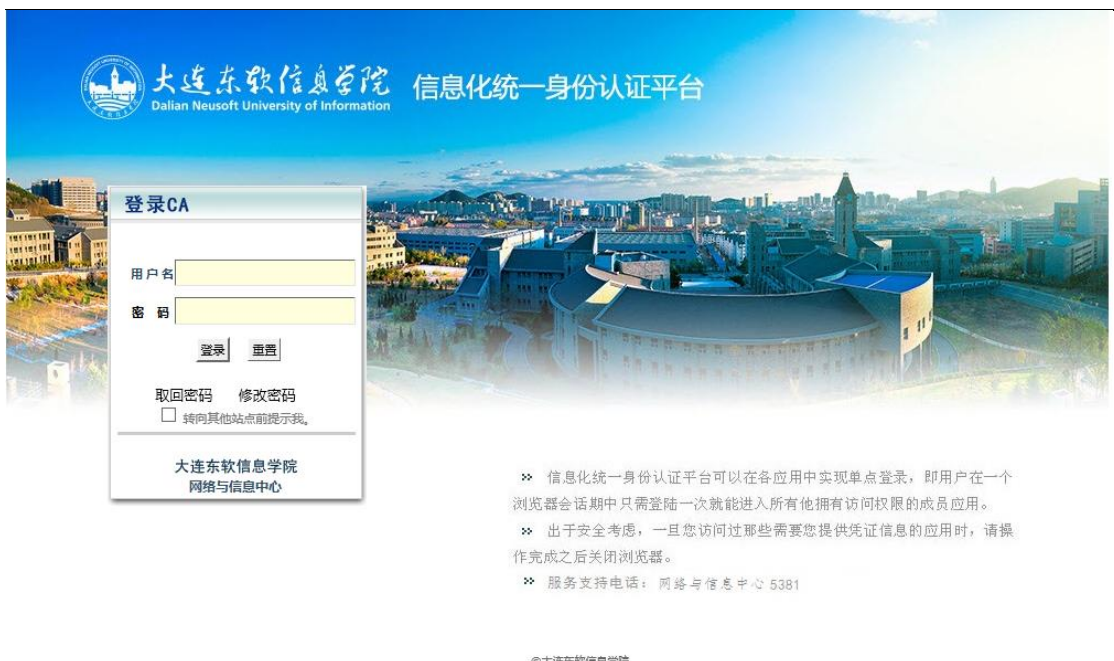 大连东软信息学院 信息化统一身份认证平台
Dalian Neusoft University of Information
登录CA
用户名
密 码
登录 重置
取回密码 修改密码
转向其他站点前提示我。
大连东软信息学院
网络与信息中心
信息化统一身份认证平台可以在各应用中实现单点登录，即用户在一个
浏览器会话期中只需登陆一次就能进入所有他拥有访问权限的成员应用。
出于安全考虑，一旦您访问过那些需要您提供凭证信息的应用时，请操
作完成之后关闭浏览器。
服务支持电话：网络与信息中心 5381
©大连东软信息学院